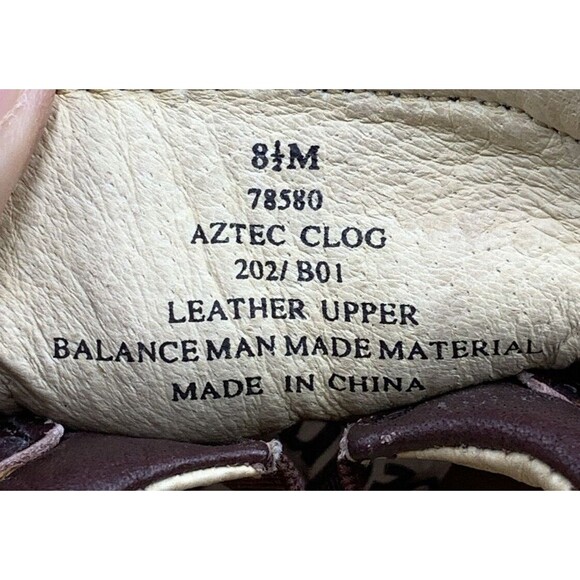 8½M
78580
AZTEC CLOG
202/ B01
LEATHER UPPER
BALANCE MAN MADE MATERIAL
MADE IN CHINA